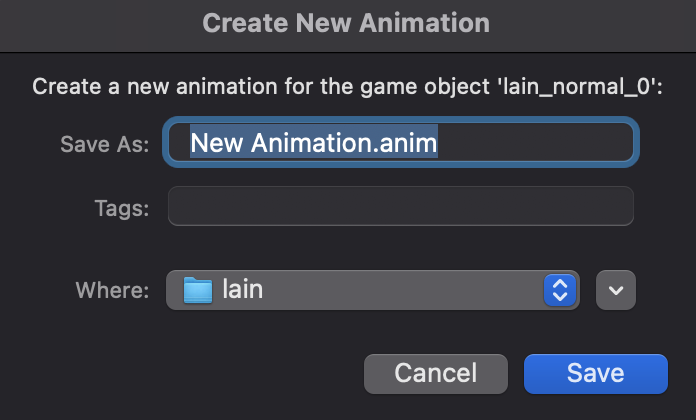 Create New Animation
Create a new animation for the game object 'lain_normal_0':
Save As: New Animation.anim
Tags:
Where: lain
Cancel Save